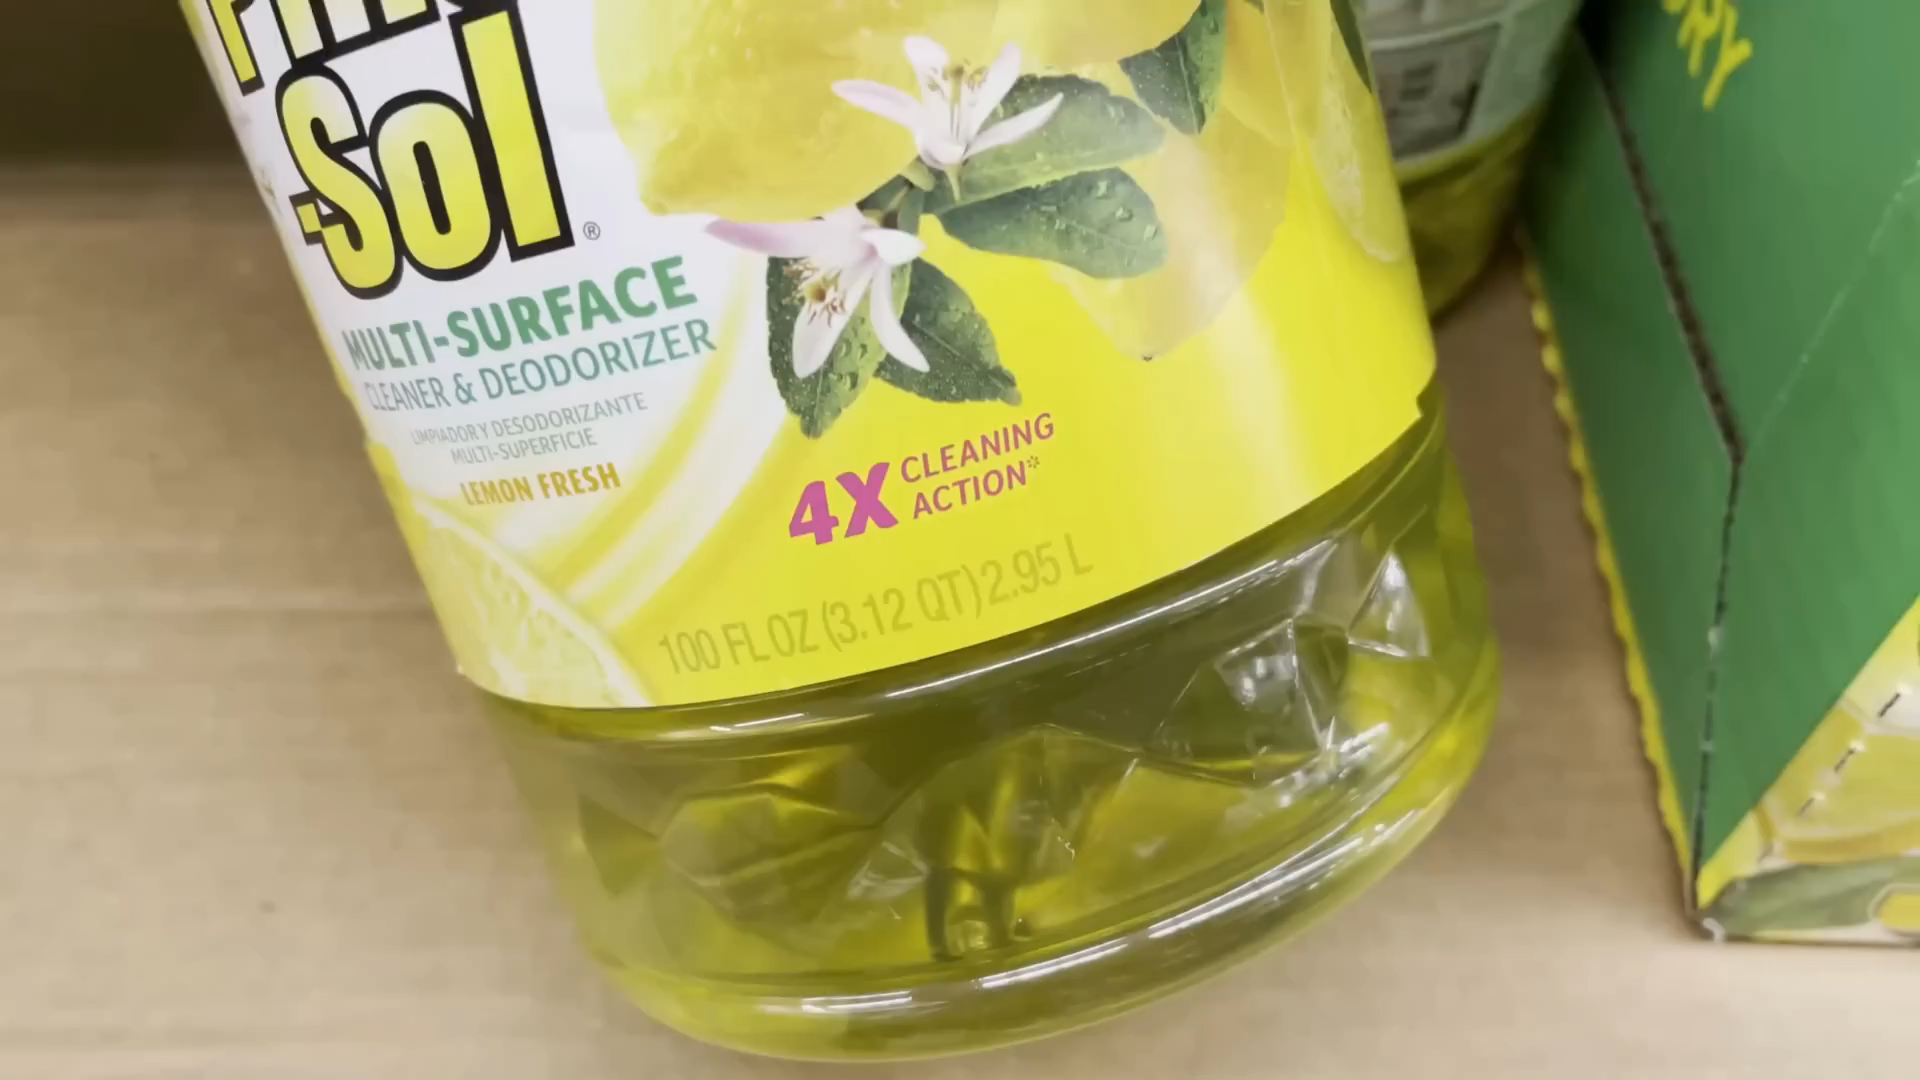 Sol®
MULTI-SURFACE
CLEANER & DEODORIZER
LIMPIADOR Y DESODORIZANTE
MULTI-SUPERFICIE
LEMON FRESH
4X CLEANING
ACTION*
100 FL OZ (3.12 QT) 2.95 L